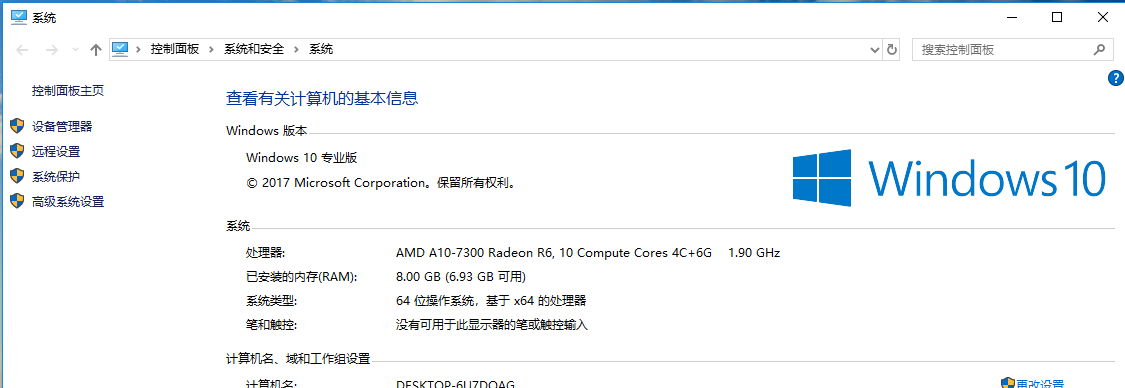 系统
控制面板 > 系统和安全 > 系统
搜索控制面板
控制面板主页
设备管理器
远程设置
系统保护
高级系统设置
查看有关计算机的基本信息
Windows 版本
Windows 10 专业版
© 2017 Microsoft Corporation。保留所有权利。
Windows 10
系统
处理器: AMD A10-7300 Radeon R6, 10 Compute Cores 4C+6G 1.90 GHz
已安装的内存(RAM): 8.00 GB (6.93 GB 可用)
系统类型: 64 位操作系统，基于 x64 的处理器
笔和触控: 没有可用于此显示器的笔或触控输入
计算机名、域和工作组设置
计算机名: 更改设置